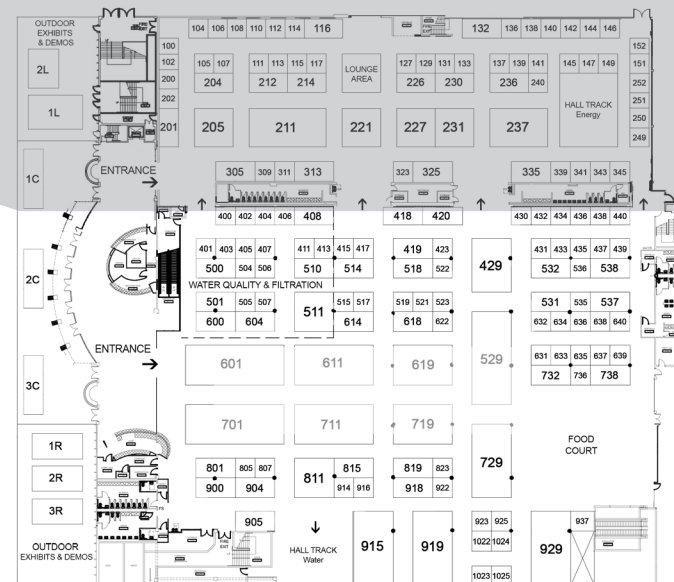 OUTDOOR
EXHIBITS
& DEMOS
FIRE
EXIT
104 106 108 110 112 114 116
FIRE
EXIT
132 136 138 140 142 144 146
100
102
200
202
201
105 107
204
111 113 115 117
212 214
LOUNGE
AREA
127 129 131 133
226 230
137 139 141
236 240
145 147 149
152
151
252
251
250
249
2L
1L
HALL TRACK
Energy
205
211
221
227 231
237
1C
ENTRANCE
305 309 311 313
323 325
335 339 341 343 345
400 402 404 406 408
418 420
430 432 434 436 438 440
401 403 405 407
500 504 506
411 413 415 417
510 514
419 423
518 522
429
431 433 435 437 439
532 536 538
2C
WATER QUALITY & FILTRATION
501 505 507
600 604
511
515 517
614
519 521 523
618 622
531 535 537
632 634 636 638 640
ENTRANCE
601
611
619
529
631 633 635 637 639
732 736 738
3C
701
711
719
729
FOOD
COURT
1R
2R
3R
801 805 807
900 904
811
815
914 916
819 823
918 922
905
FIRE
EXIT
HALL TRACK
Water
915
919
923 925
1022 1024
1023 1025
929
937
OUTDOOR
EXHIBITS & DEMOS